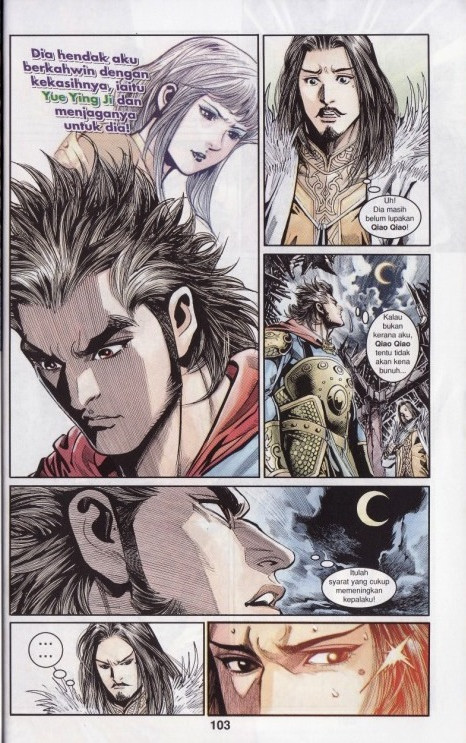 Dia hendak aku
berkahwin dengan
kekasihnya, iaitu
Yue Ying Ji dan
menjaganya
untuk dia!
Uh!
Dia masih
belum lupakan
Qiao Qiao!
Kalau
bukan
kerana aku,
Qiao Qiao
tentu tidak
akan kena
bunuh...
Itulah
syarat yang cukup
memeningkan
kepalaku!
...
...
103